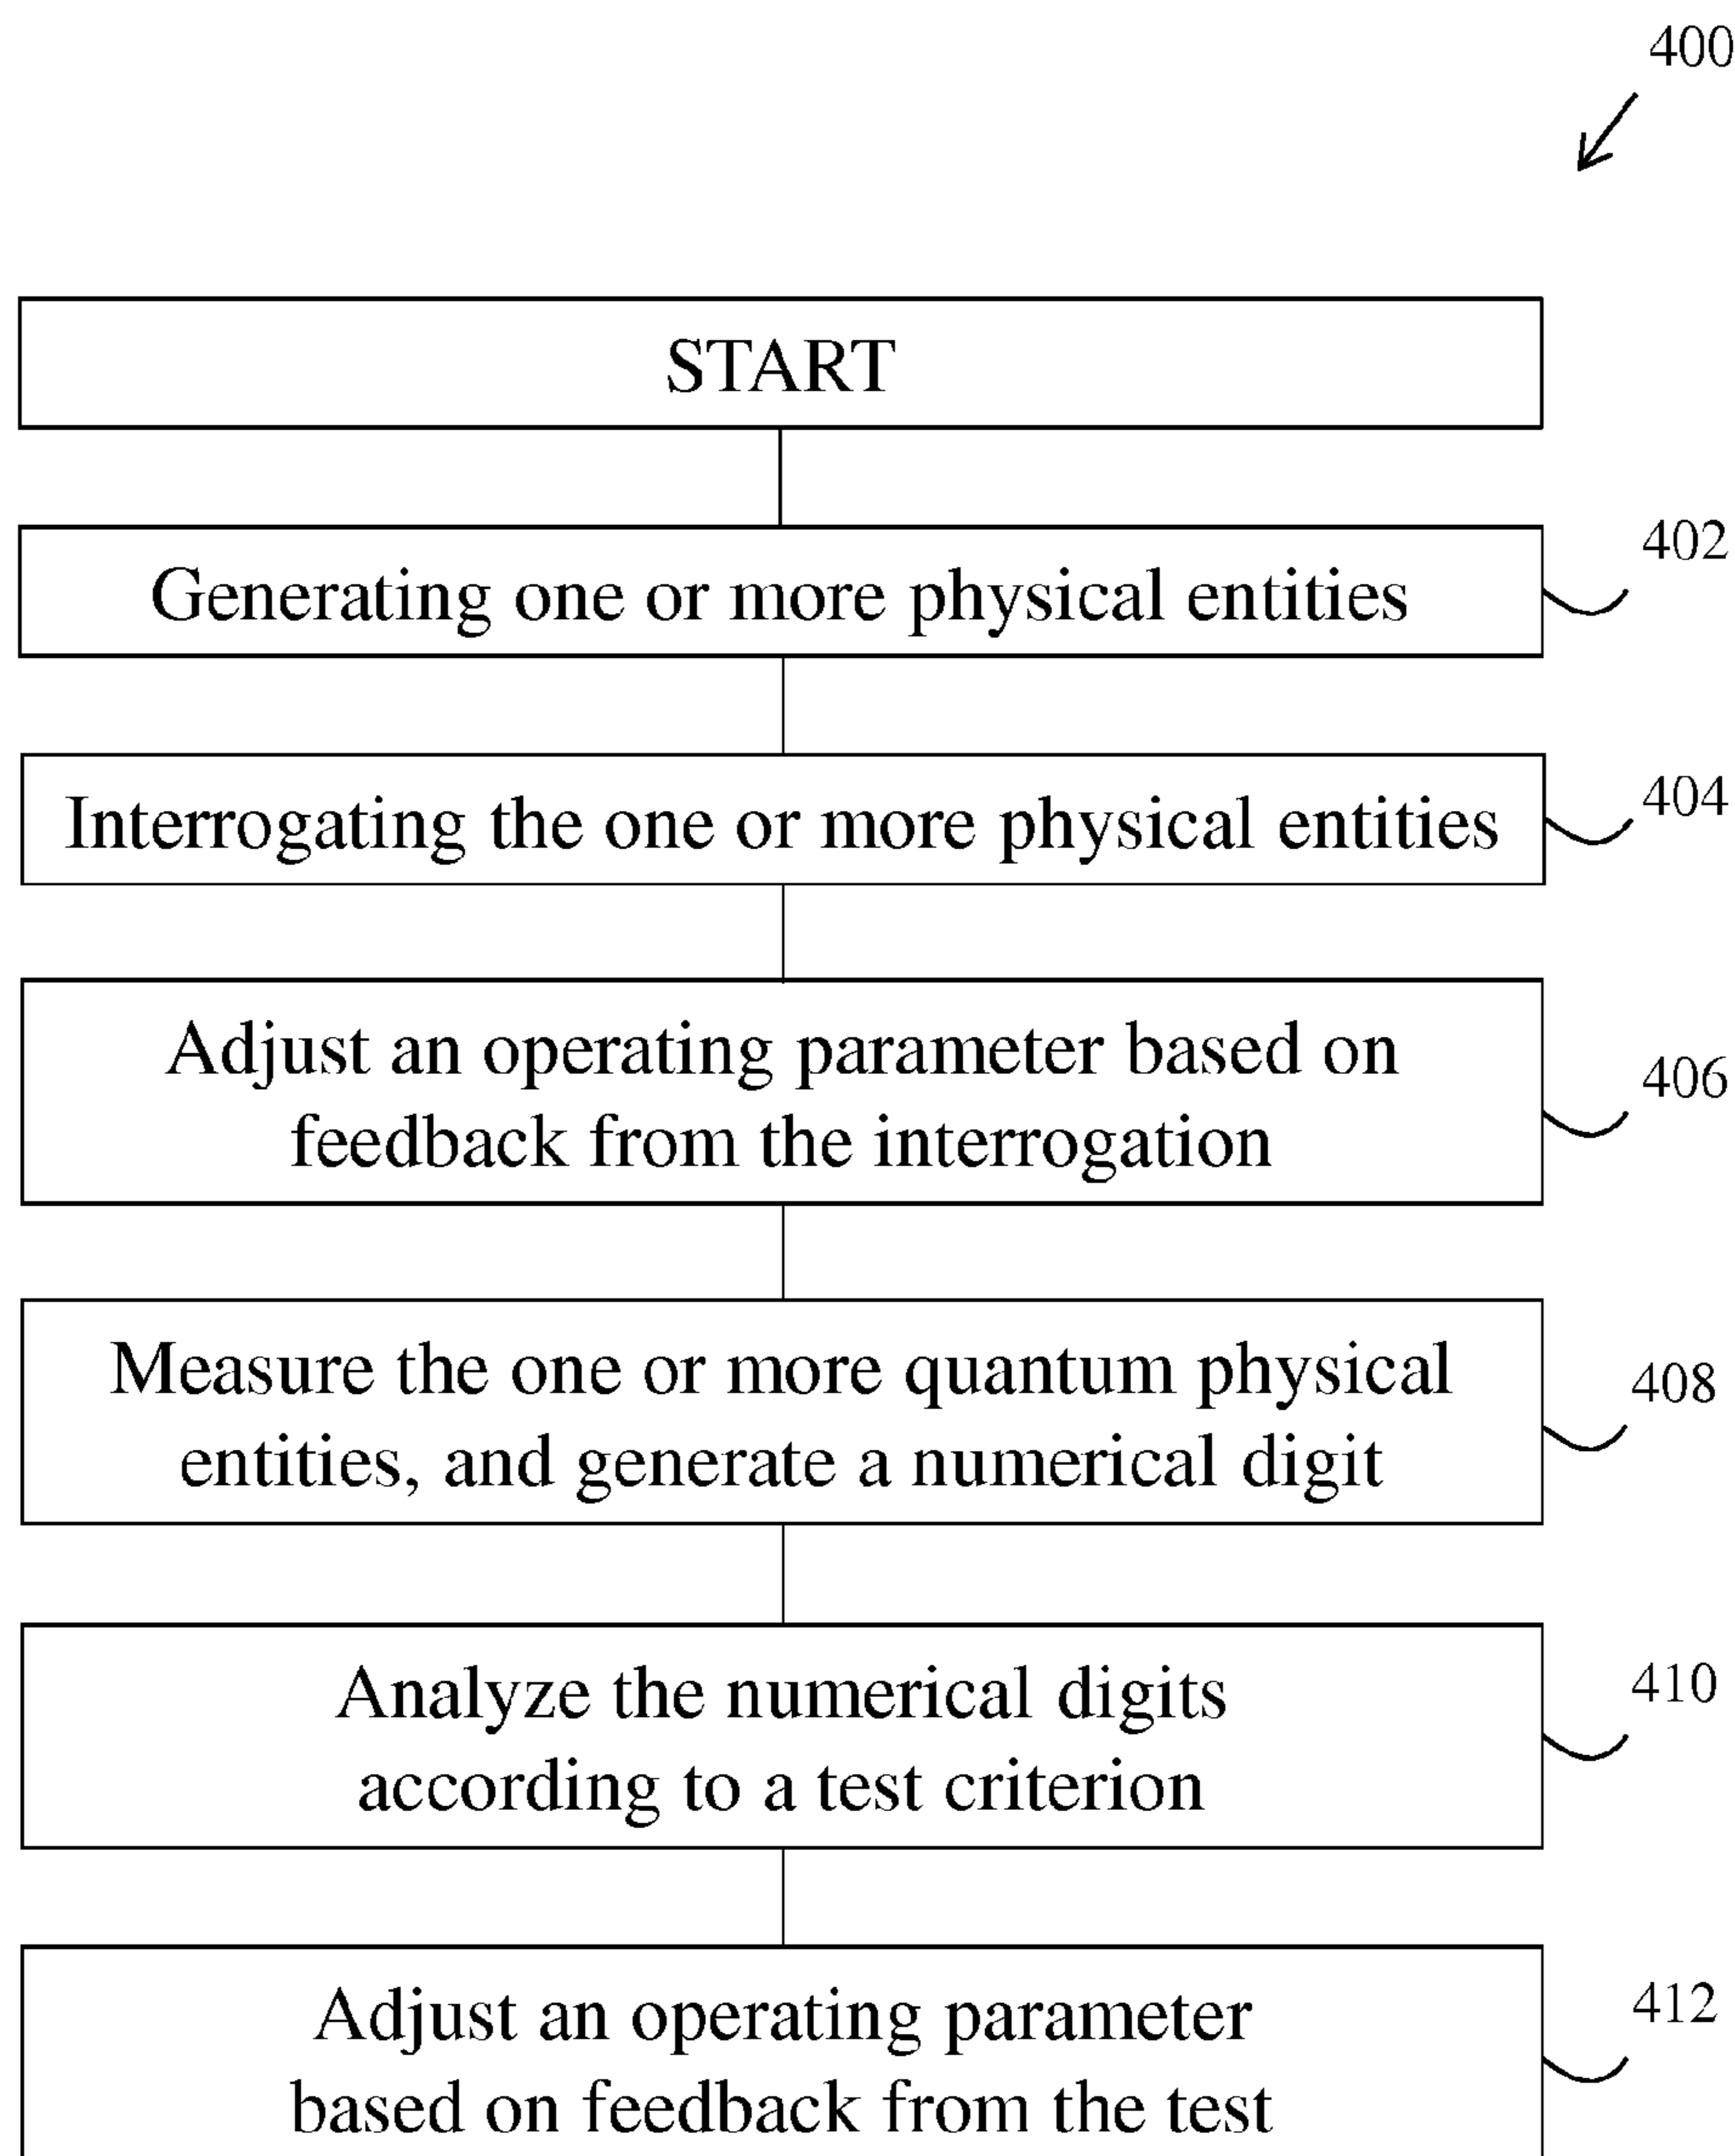 400
START
Generating one or more physical entities
402
Interrogating the one or more physical entities
404
Adjust an operating parameter based on
feedback from the interrogation
406
Measure the one or more quantum physical
entities, and generate a numerical digit
408
Analyze the numerical digits
according to a test criterion
410
Adjust an operating parameter
based on feedback from the test
412